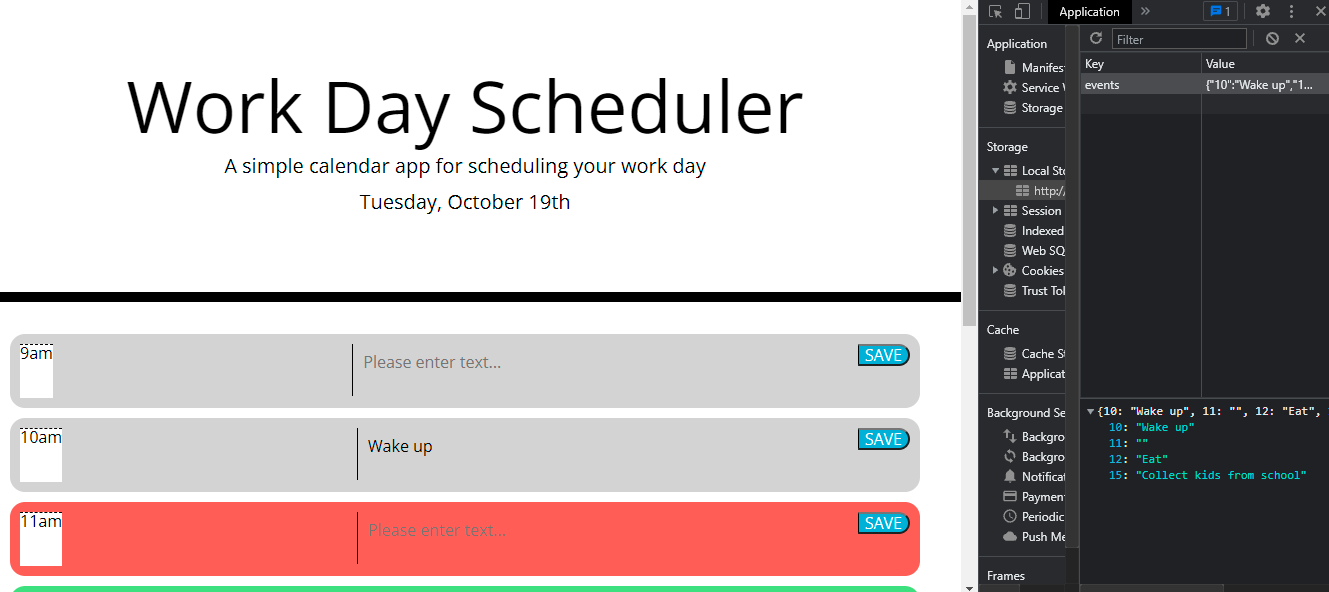 Work Day Scheduler
A simple calendar app for scheduling your work day
Tuesday, October 19th
9am Please enter text... SAVE
10am Wake up SAVE
11am Please enter text... SAVE
Application » 1
Application
Manifes
Service
Storage
Storage
Local Sto
http://
Session
Indexed
Web SQ
Cookies
Trust Tol
Cache
Cache St
Applicat
Background Se
Backgro
Backgro
Notificat
Paymen
Periodic
Push Me
Frames
Filter
Key Value
events {"10":"Wake up","1...
{10: "Wake up", 11: "", 12: "Eat",
10: "Wake up"
11: ""
12: "Eat"
15: "Collect kids from school"